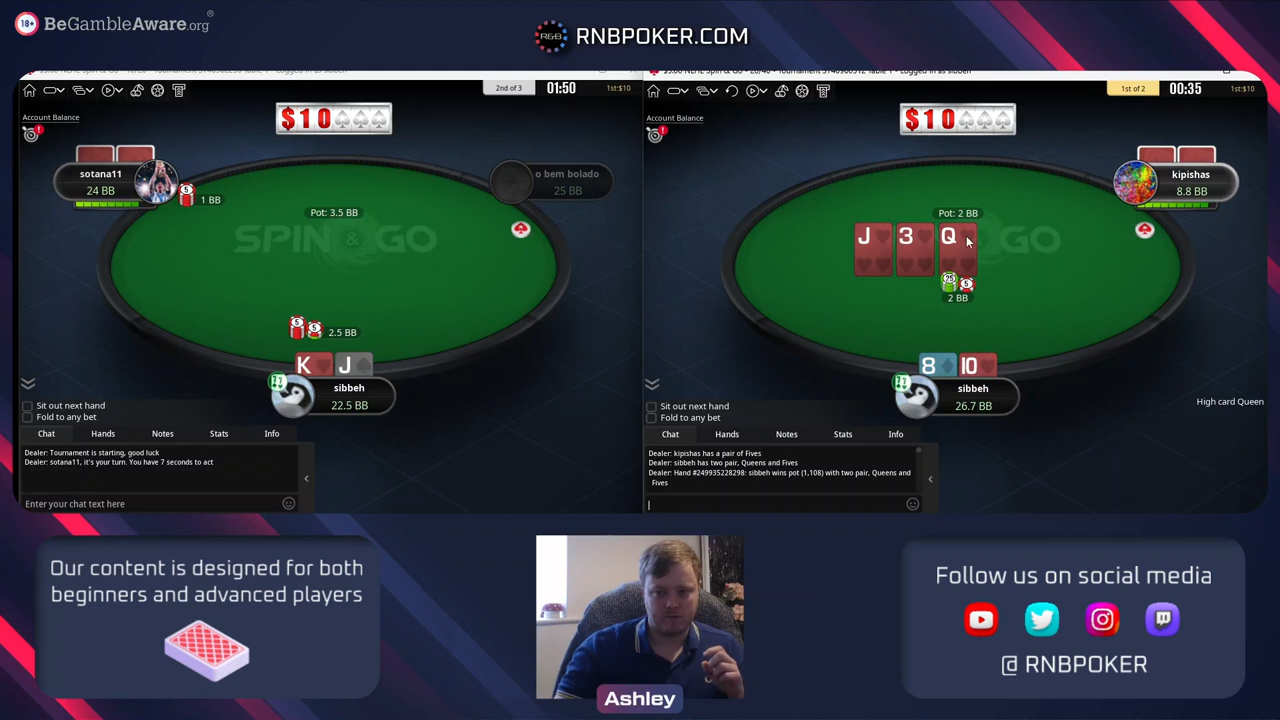 18+ BeGambleAware.org®
R&B RNBPOKER.COM
2nd of 3
01:50
1st:$10
Account Balance
$10
sotana11
24 BB
1 BB
o bem bolado
25 BB
Pot: 3.5 BB
SPIN & GO
2.5 BB
K J
sibbeh
22.5 BB
Sit out next hand
Fold to any bet
Chat Hands Notes Stats Info
Dealer: Tournament is starting, good luck
Dealer: sotana11, it's your turn. You have 7 seconds to act
Enter your chat text here
1st of 2
00:35
1st:$10
Account Balance
$10
kipishas
8.8 BB
Pot: 2 BB
J 3 Q
GO
2 BB
8 10
sibbeh
26.7 BB
High card Queen
Sit out next hand
Fold to any bet
Chat Hands Notes Stats Info
Dealer: kipishas has a pair of Fives
Dealer: sibbeh has two pair, Queens and Fives
Dealer: Hand #249935228298: sibbeh wins pot (1,108) with two pair, Queens and
Fives
Our content is designed for both
beginners and advanced players
Ashley
Follow us on social media
@ RNBPOKER